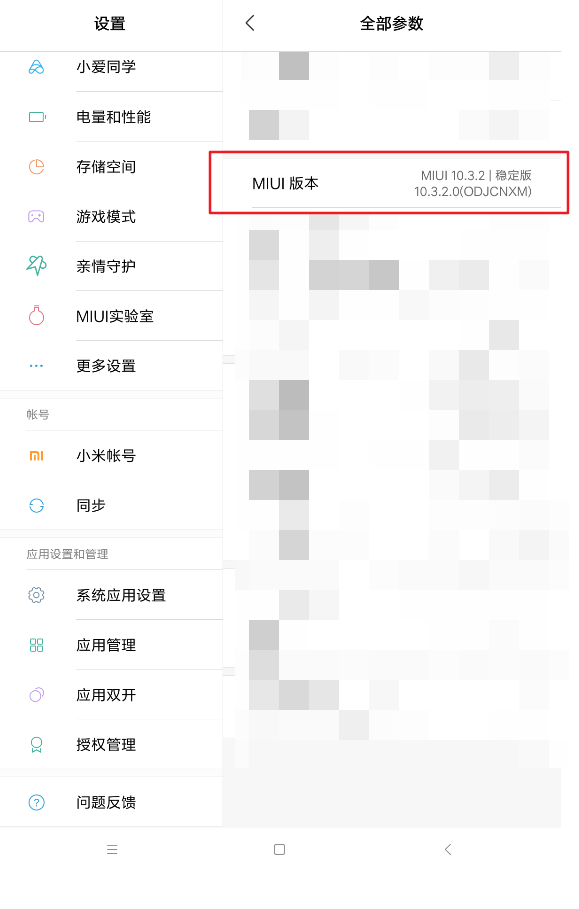 设置
小爱同学
电量和性能
存储空间
游戏模式
亲情守护
MIUI实验室
更多设置
帐号
小米帐号
同步
应用设置和管理
系统应用设置
应用管理
应用双开
授权管理
问题反馈
全部参数
MIUI 版本
MIUI 10.3.2 | 稳定版
10.3.2.0(ODJCNXM)